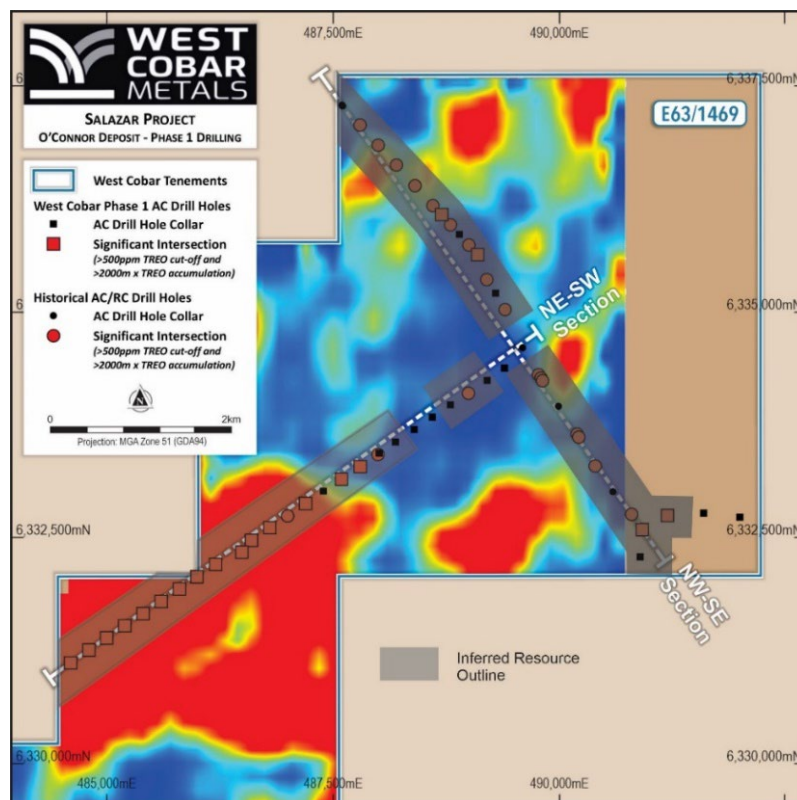 WEST
COBAR
METALS
SALAZAR PROJECT
O'CONNOR DEPOSIT - PHASE 1 DRILLING
West Cobar Tenements
West Cobar Phase 1 AC Drill Holes
AC Drill Hole Collar
Significant Intersection
(>500ppm TREO cut-off and
>2000m x TREO accumulation)
Historical AC/RC Drill Holes
AC Drill Hole Collar
Significant Intersection
(>500ppm TREO cut-off and
>2000m x TREO accumulation)
0 2km
Projection: MGA Zone 51 (GDA94)
487,500mE 490,000mE
6,337,500mN
E63/1469
6,335,000mN
NE-SW
Section
6,332,500mN 6,332,500mN
NW-SE
Section
Inferred Resource
Outline
6,330,000mN 6,330,000mN
485,000mE 487,500mE 490,000mE